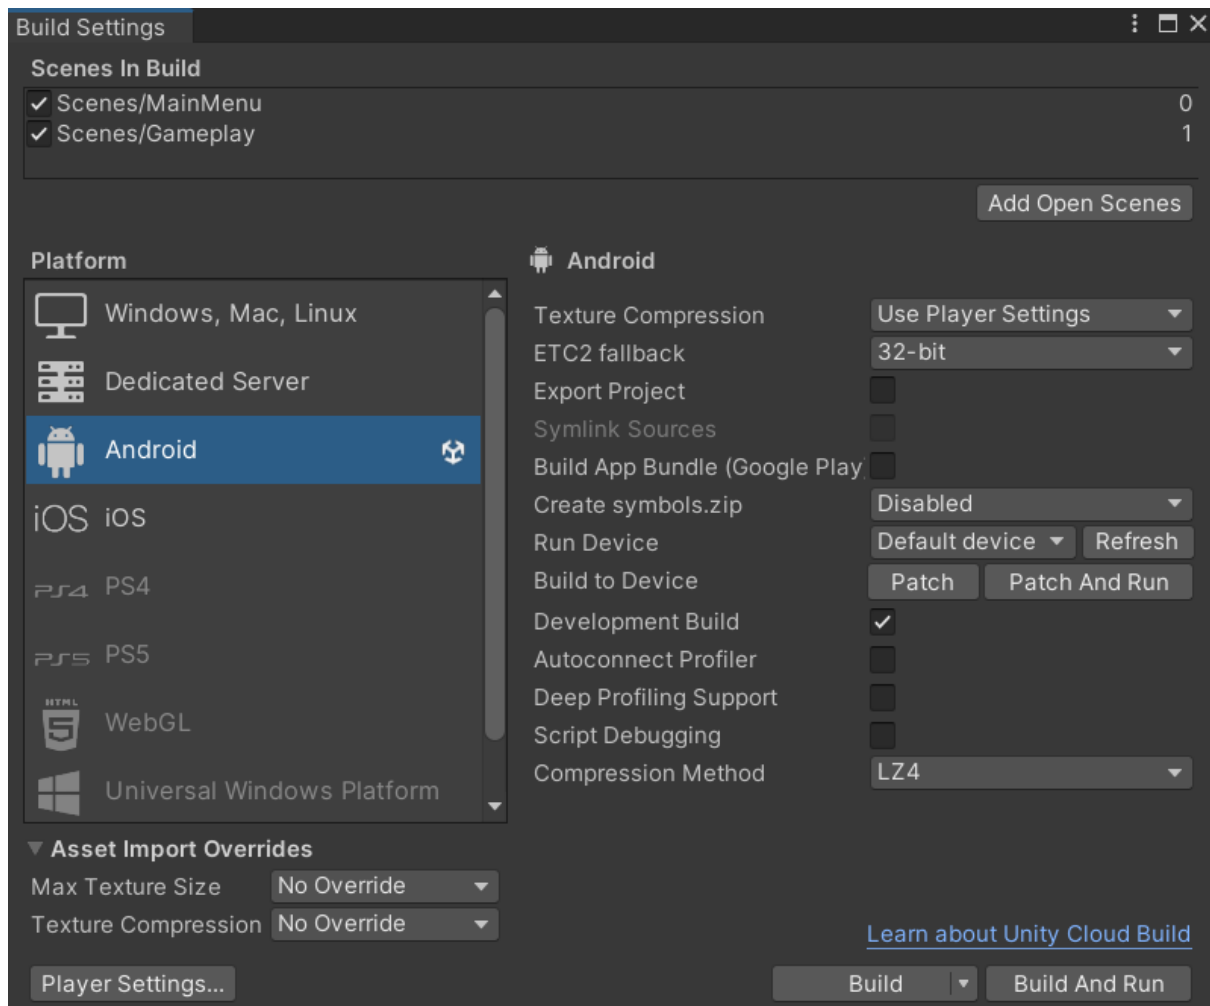 Build Settings
Scenes In Build
Scenes/MainMenu 0
Scenes/Gameplay 1
Add Open Scenes
Platform
Windows, Mac, Linux
Dedicated Server
Android
iOS iOS
PS4 PS4
PS5 PS5
HTML 5 WebGL
Universal Windows Platform
Android
Texture Compression Use Player Settings
ETC2 fallback 32-bit
Export Project
Symlink Sources
Build App Bundle (Google Play)
Create symbols.zip Disabled
Run Device Default device Refresh
Build to Device Patch Patch And Run
Development Build
Autoconnect Profiler
Deep Profiling Support
Script Debugging
Compression Method LZ4
Asset Import Overrides
Max Texture Size No Override
Texture Compression No Override
Learn about Unity Cloud Build
Player Settings... Build Build And Run